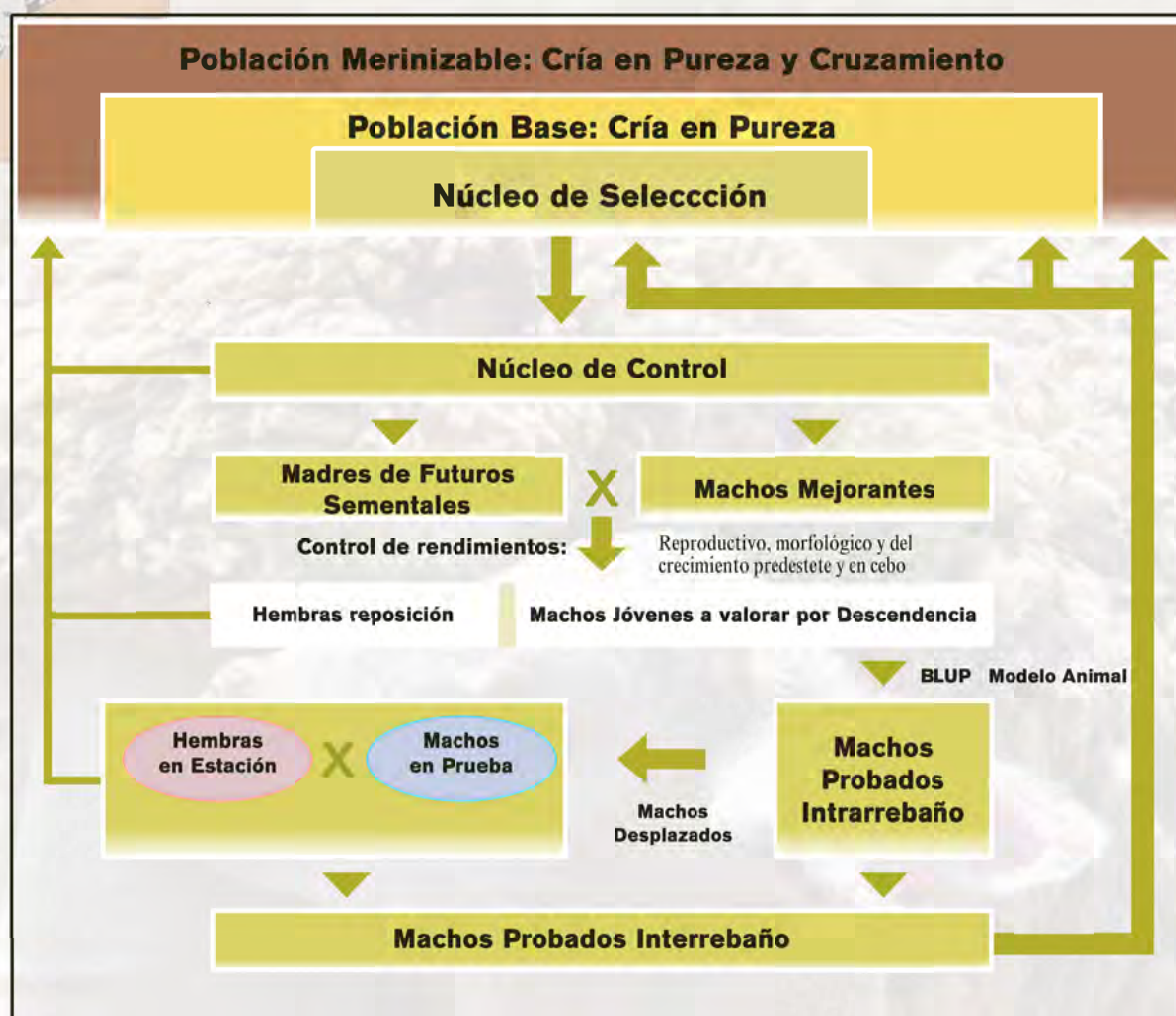 Población Merinizable: Cría en Pureza y Cruzamiento
Población Base: Cría en Pureza
Núcleo de Seleccción
Núcleo de Control
Madres de Futuros
Sementales
X
Machos Mejorantes
Control de rendimientos:
Reproductivo, morfológico y del
crecimiento predestete y en cebo
Hembras reposición
Machos Jóvenes a valorar por Descendencia
BLUP Modelo Animal
Hembras
en Estación
X
Machos
en Prueba
Machos
Desplazados
Machos
Probados
Intrarrebaño
Machos Probados Interrebaño